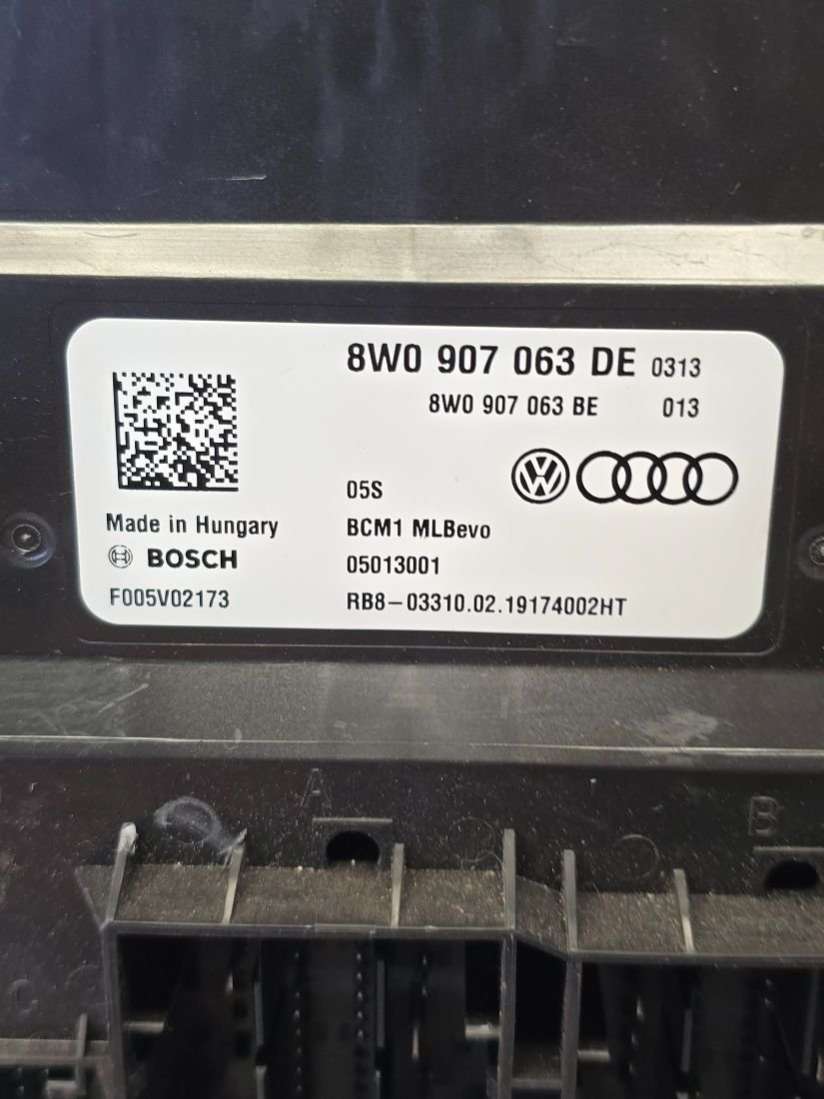 8W0 907 063 DE 0313
8W0 907 063 BE 013
05S
Made in Hungary
BCM1 MLBevo
BOSCH
05013001
F005V02173
RB8-03310.02.19174002HT
A
B